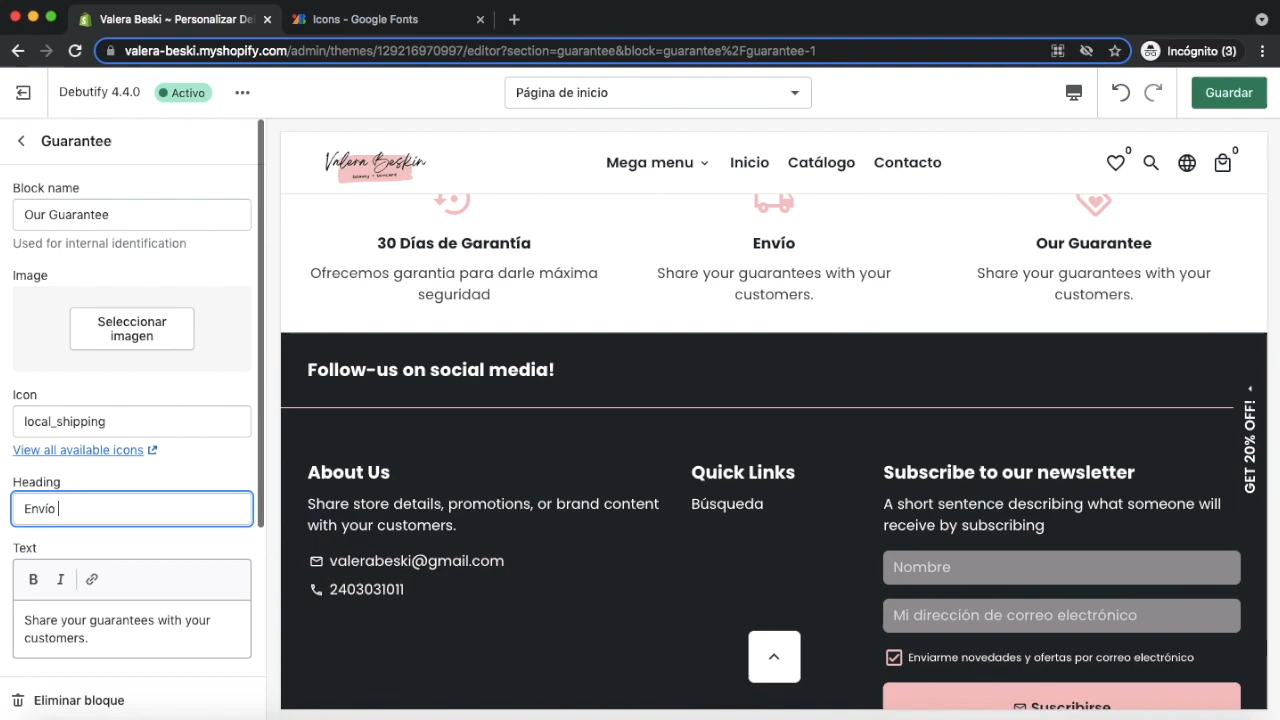 Valera Beski ~ Personalizar De
Icons - Google Fonts
valera-beski.myshopify.com/admin/themes/129216970997/editor?section=guarantee&block=guarantee%2Fguarantee-1
Incógnito (3)
Debutify 4.4.0
Activo
Página de inicio
Guardar
Guarantee
Block name
Our Guarantee
Used for internal identification
Image
Seleccionar
imagen
Icon
local_shipping
View all available icons
Heading
Envío
Text
B I
Share your guarantees with your
customers.
Eliminar bloque
Valera Beskin
Mega menu
Inicio
Catálogo
Contacto
0
0
30 Días de Garantía
Ofrecemos garantia para darle máxima
seguridad
Envío
Share your guarantees with your
customers.
Our Guarantee
Share your guarantees with your
customers.
Follow-us on social media!
GET 20% OFF!
About Us
Share store details, promotions, or brand content
with your customers.
valerabeski@gmail.com
2403031011
Quick Links
Búsqueda
Subscribe to our newsletter
A short sentence describing what someone will
receive by subscribing
Nombre
Mi dirección de correo electrónico
Enviarme novedades y ofertas por correo electrónico
Suscribirse